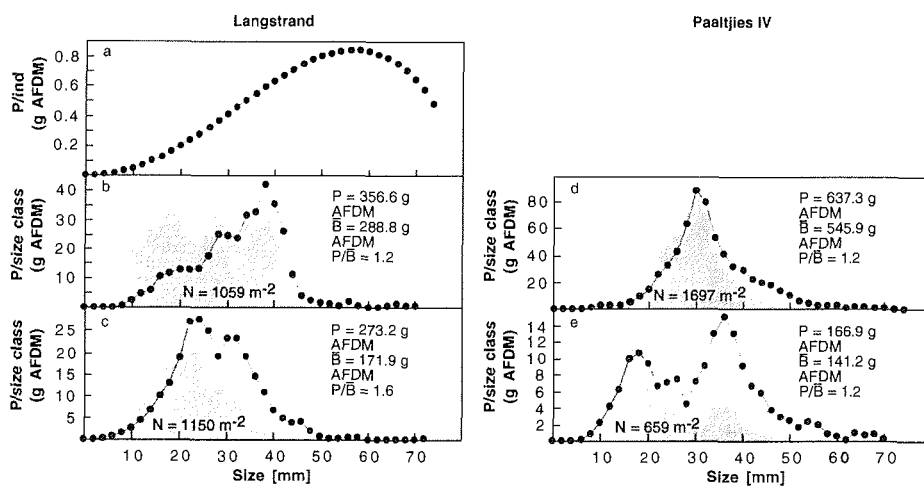 Langstrand
Paaltjies IV
a
P/ind
(g AFDM)
0.8
0.6
0.4
0.2
b
P/size class
(g AFDM)
40
35
25
10
P = 356.6 g
AFDM
B̄ = 288.8 g
AFDM
P/B̄ = 1.2
N = 1059 m-2
c
P/size class
(g AFDM)
25
20
15
10
5
P = 273.2 g
AFDM
B̄ = 171.9 g
AFDM
P/B̄ = 1.6
N = 1150 m-2
0 10 20 30 40 50 60 70
Size [mm]
d
P/size class
(g AFDM)
80
60
40
20
P = 637.3 g
AFDM
B̄ = 545.9 g
AFDM
P/B̄ = 1.2
N = 1697 m-2
e
P/size class
(g AFDM)
14
12
10
8
6
4
2
P = 166.9 g
AFDM
B̄ = 141.2 g
AFDM
P/B̄ = 1.2
N = 659 m-2
10 20 30 40 50 60 70
Size [mm]